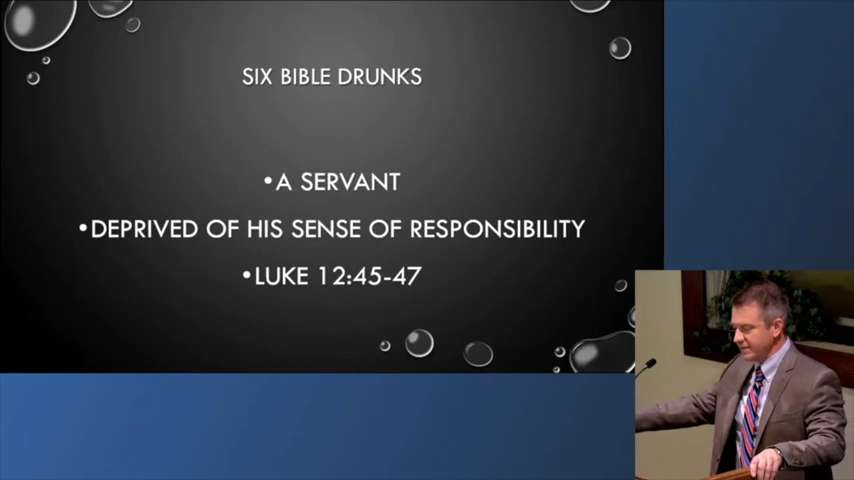 SIX BIBLE DRUNKS
•A SERVANT
•DEPRIVED OF HIS SENSE OF RESPONSIBILITY
•LUKE 12:45-47